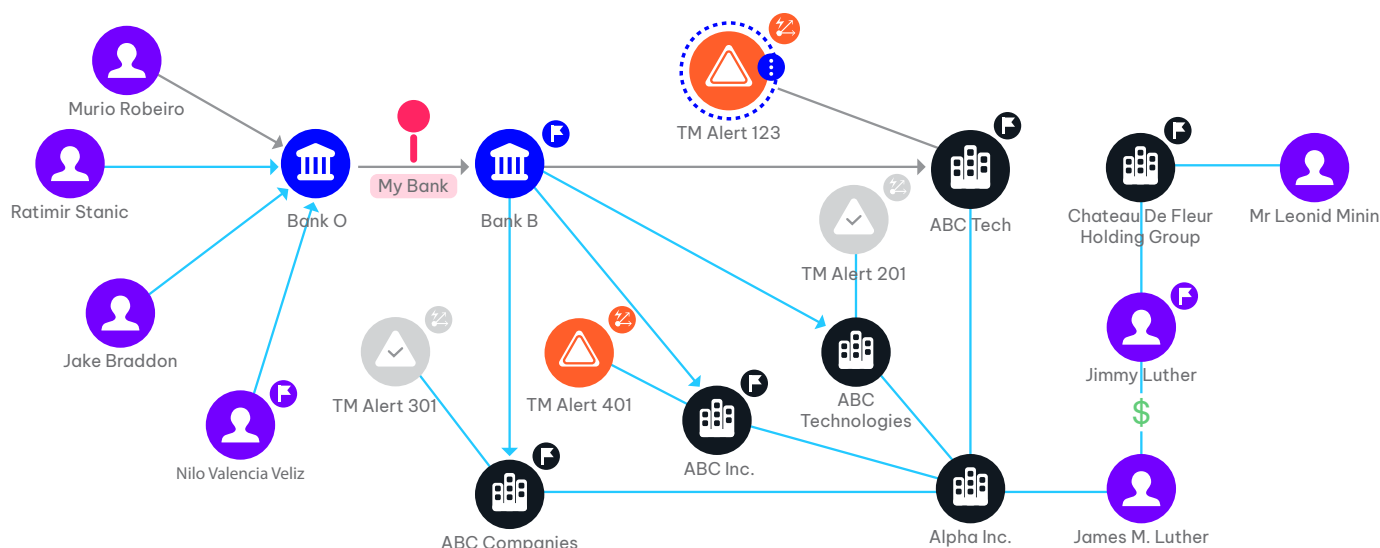 Murio Robeiro
TM Alert 123
Ratimir Stanic
Bank O
My Bank
Bank B
ABC Tech
Chateau De Fleur
Holding Group
Mr Leonid Minin
TM Alert 201
Jake Braddon
TM Alert 301
TM Alert 401
ABC
Technologies
Jimmy Luther
$
Nilo Valencia Veliz
ABC Inc.
ABC Companies
Alpha Inc.
James M. Luther